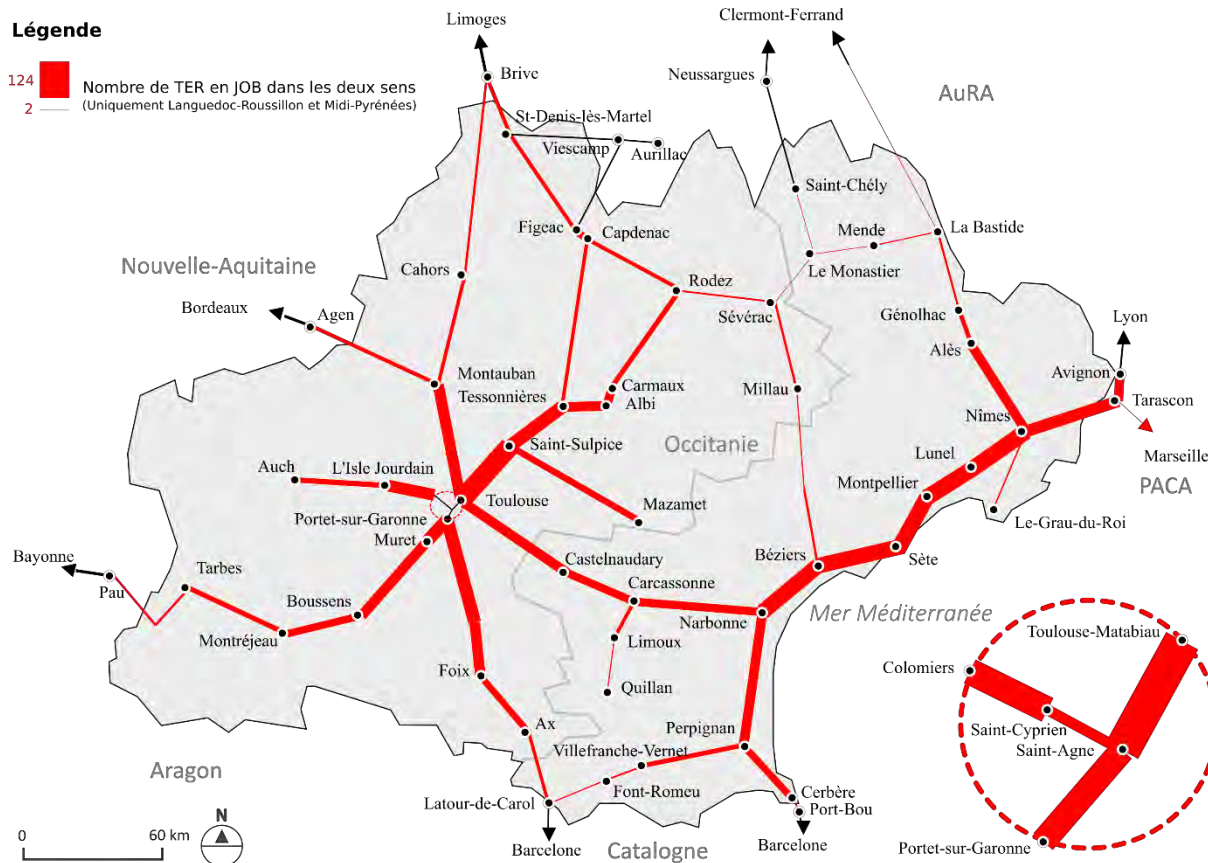 Légende
124
2
Nombre de TER en JOB dans les deux sens
(Uniquement Languedoc-Roussillon et Midi-Pyrénées)
Limoges
Clermont-Ferrand
Brive
Neussargues
AuRA
St-Denis-lès-Martel
Viescamp
Aurillac
Saint-Chély
Figeac
Capdenac
Mende
La Bastide
Nouvelle-Aquitaine
Cahors
Le Monastier
Rodez
Bordeaux
Agen
Sévérac
Génolhac
Lyon
Alès
Avignon
Montauban
Tessonnières
Carmaux
Albi
Millau
Tarascon
Nîmes
Saint-Sulpice
Occitanie
Marseille
PACA
Auch
L'Isle Jourdain
Lunel
Toulouse
Montpellier
Mazamet
Le-Grau-du-Roi
Portet-sur-Garonne
Muret
Bayonne
Pau
Tarbes
Castelnaudary
Béziers
Sète
Carcassonne
Boussens
Narbonne
Mer Méditerranée
Montréjeau
Limoux
Toulouse-Matabiau
Foix
Quillan
Colomiers
Ax
Perpignan
Saint-Cyprien
Saint-Agne
Villefranche-Vernet
Aragon
Font-Romeu
Latour-de-Carol
Cerbère
Port-Bou
N
0
60 km
Barcelone
Catalogne
Barcelone
Portet-sur-Garonne